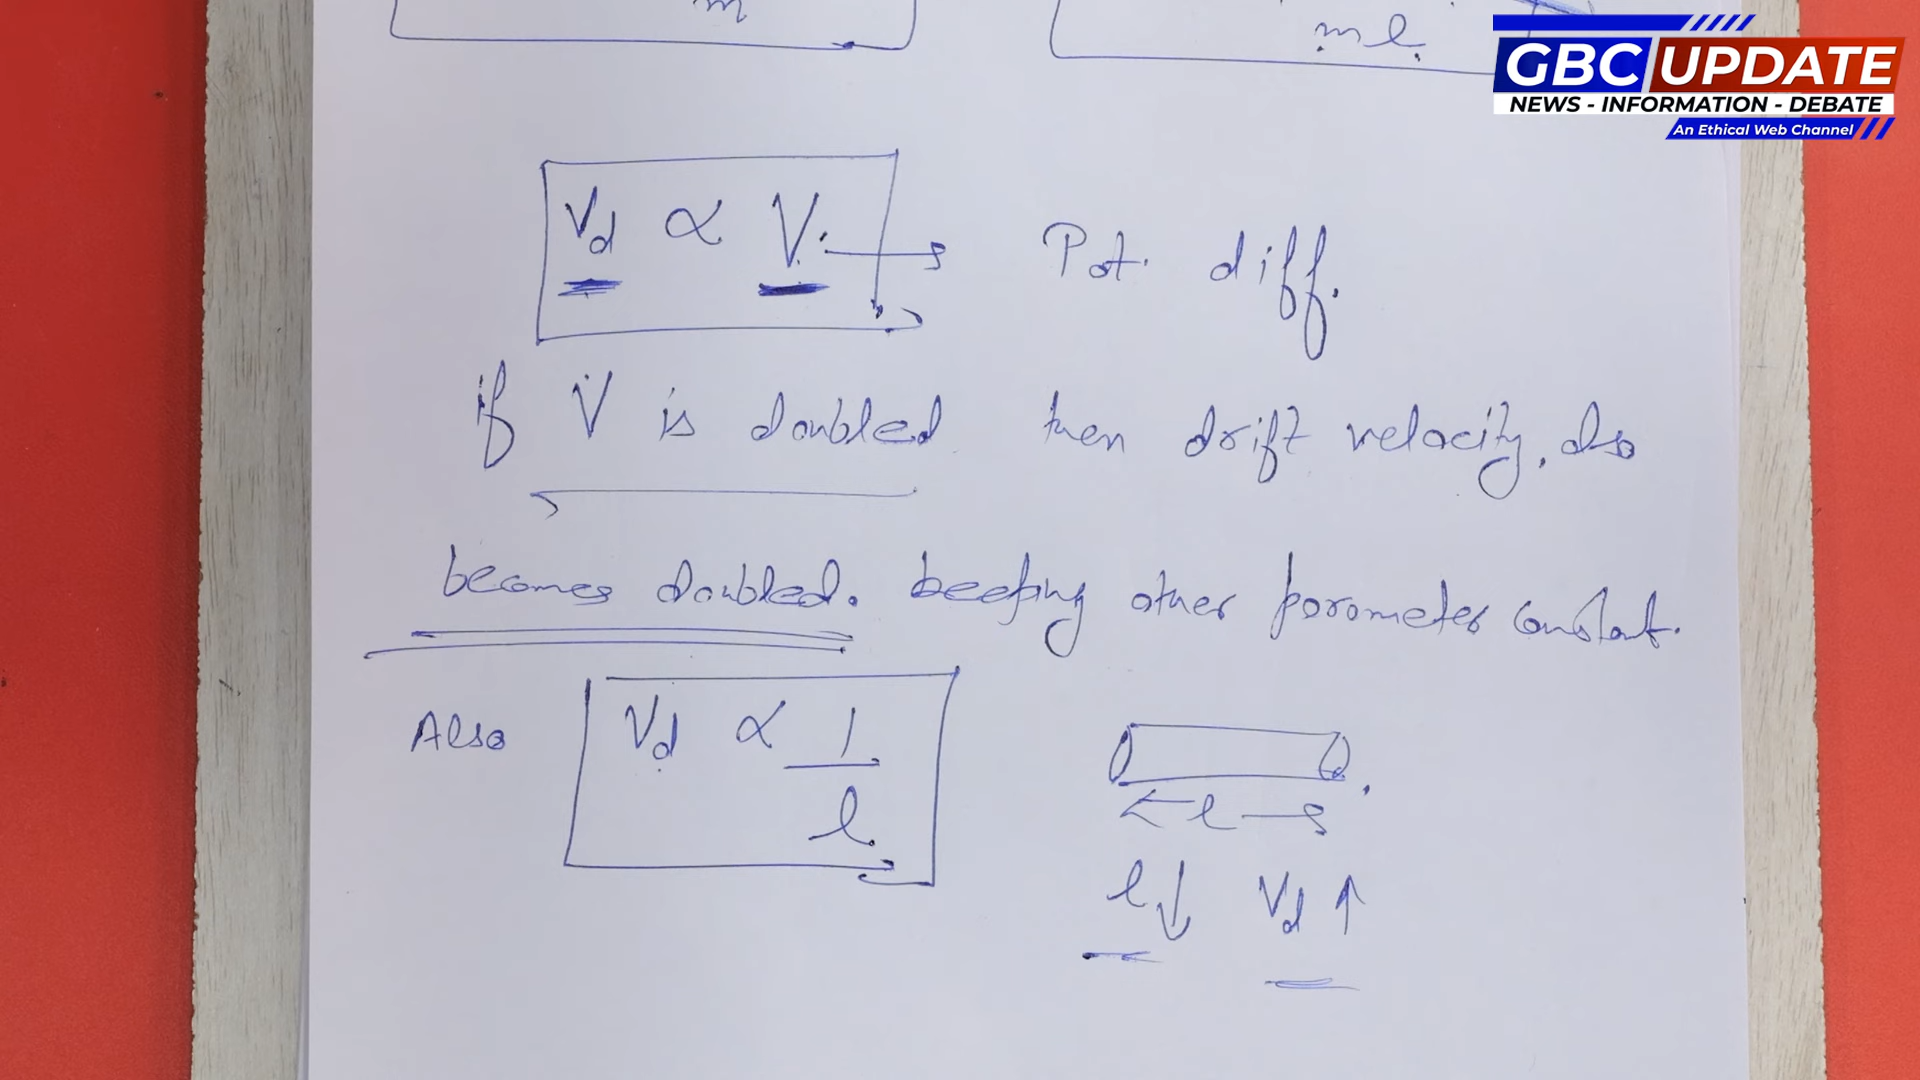 m
ml
GBC UPDATE
NEWS - INFORMATION - DEBATE
An Ethical Web Channel
Vd ∝ V → Pot. diff.
if V is doubled then drift velocity, also
becomes doubled. keeping other parameter constant.
Also Vd ∝ 1/l
← l →
l↓ Vd ↑